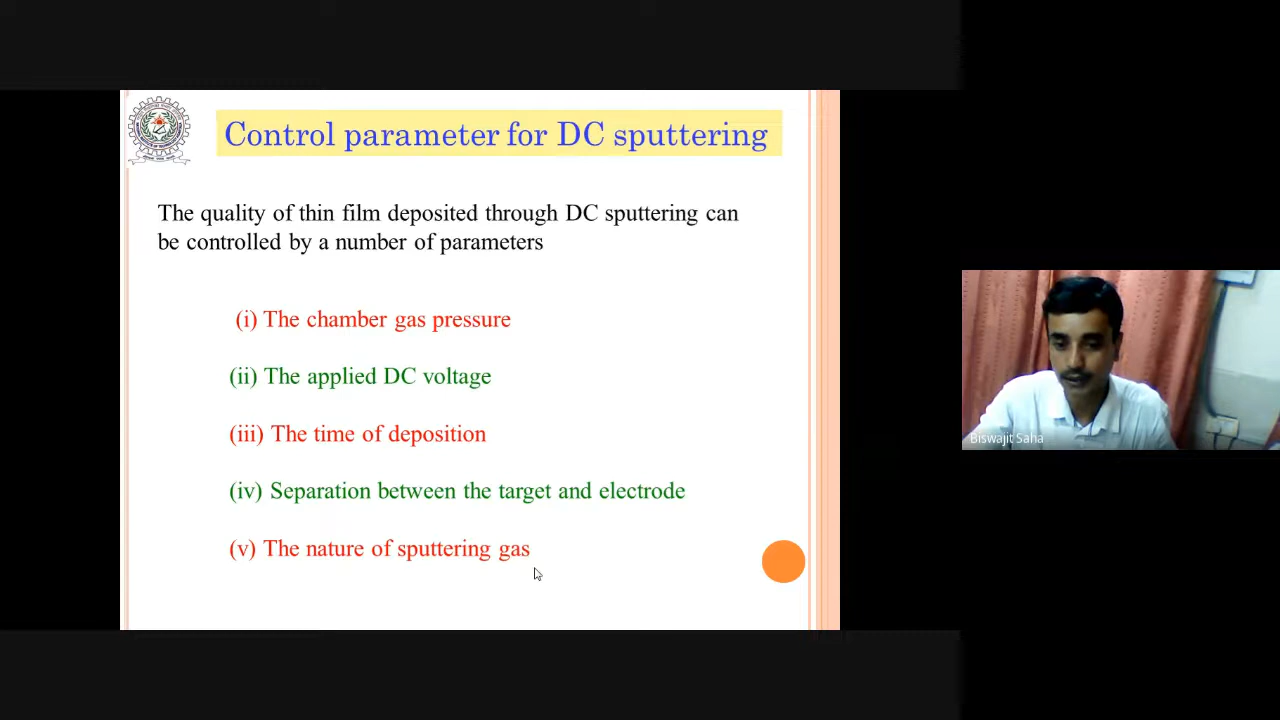 Control parameter for DC sputtering
The quality of thin film deposited through DC sputtering can
be controlled by a number of parameters
(i) The chamber gas pressure
(ii) The applied DC voltage
(iii) The time of deposition
(iv) Separation between the target and electrode
(v) The nature of sputtering gas
Biswajit Saha